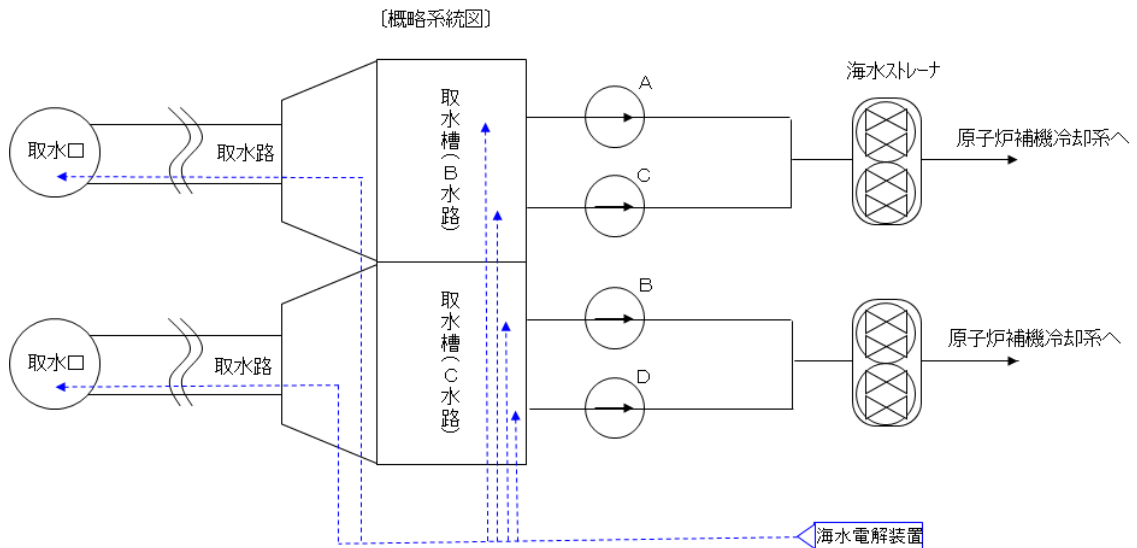 〔概略系統図〕
海水ストレーナ
A
取水口
取水路
取水槽(B水路)
原子炉補機冷却系へ
C
B
取水口
取水路
取水槽(C水路)
原子炉補機冷却系へ
D
海水電解装置